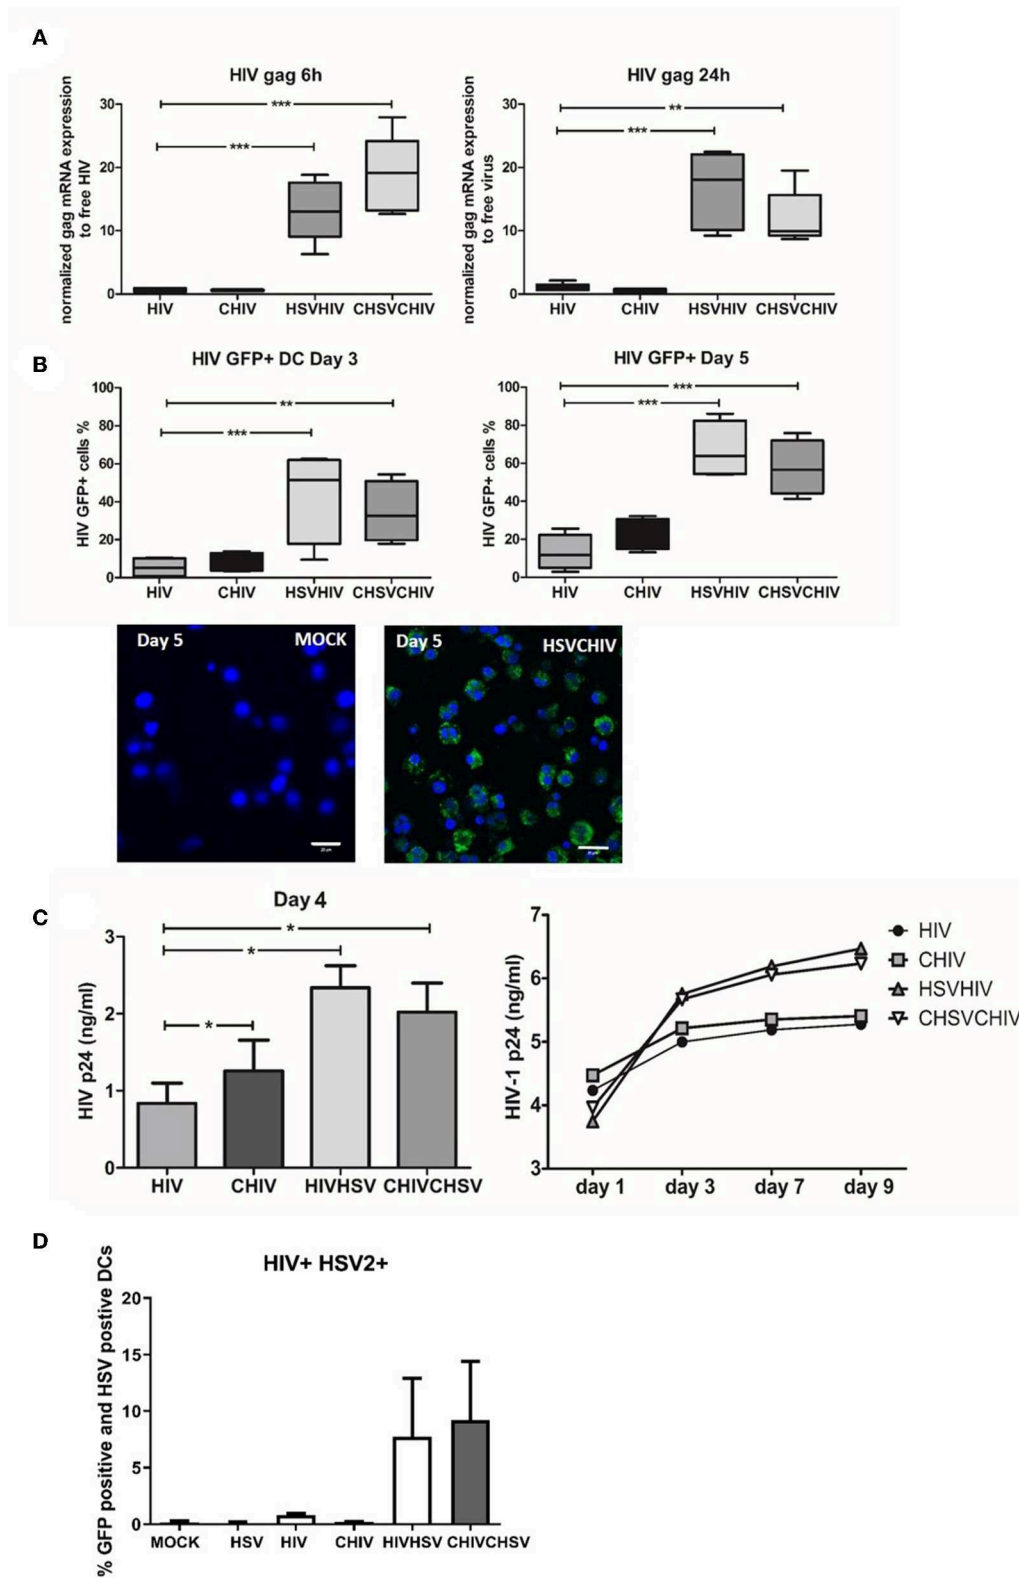 A
HIV gag 6h
normalized gag mRNA expression
to free HIV
30
20
10
0
***
***
HIV CHIV HSVHIV CHSVCHIV
HIV gag 24h
normalized gag mRNA expression
to free virus
30
20
10
0
**
***
HIV CHIV HSVHIV CHSVCHIV
B
HIV GFP+ DC Day 3
HIV GFP+ cells %
100
80
60
40
20
0
**
***
HIV CHIV HSVHIV CHSVCHIV
HIV GFP+ Day 5
HIV GFP+ cells %
100
80
60
40
20
0
***
***
HIV CHIV HSVHIV CHSVCHIV
Day 5 MOCK
Day 5 HSVCHIV
C
Day 4
HIV p24 (ng/ml)
3
2
1
0
*
*
*
HIV CHIV HIVHSV CHIVCHSV
HIV-1 p24 (ng/ml)
7
6
5
4
3
day 1 day 3 day 7 day 9
HIV
CHIV
HSVHIV
CHSVCHIV
D
HIV+ HSV2+
% GFP positive and HSV postive DCs
20
15
10
5
0
MOCK HSV HIV CHIV HIVHSV CHIVCHSV